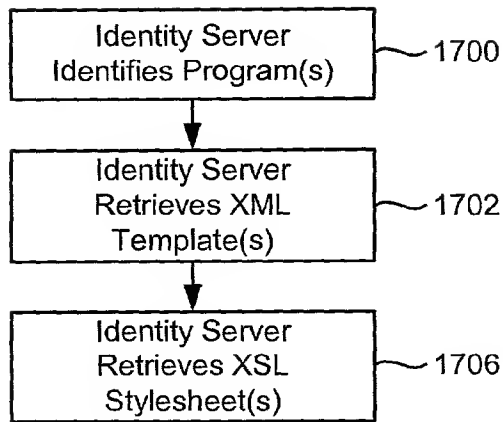 Identity Server
Identifies Program(s)
1700
Identity Server
Retrieves XML
Template(s)
1702
Identity Server
Retrieves XSL
Stylesheet(s)
1706